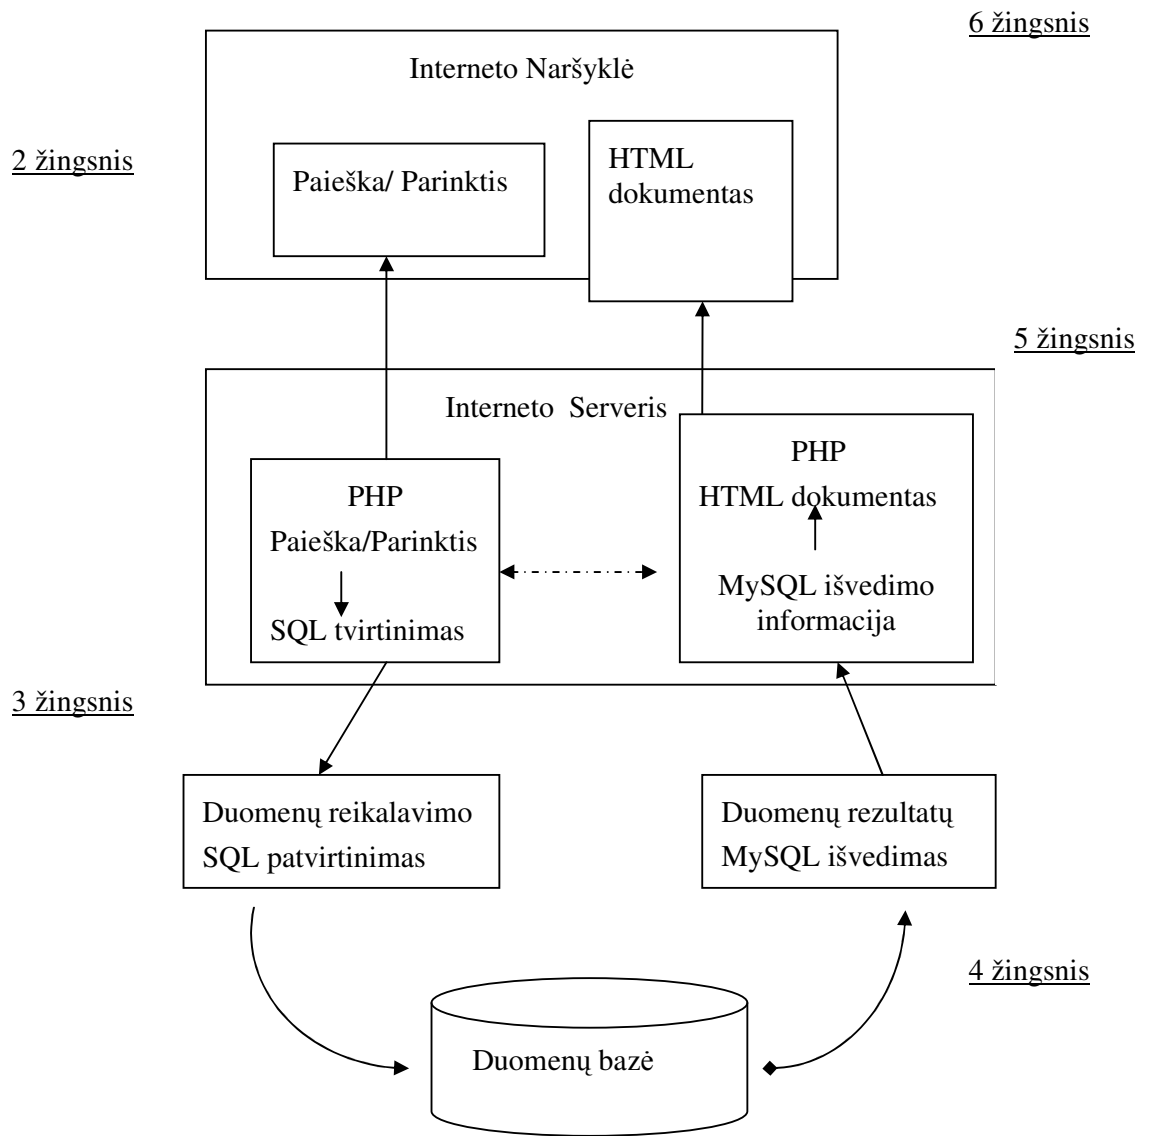 6 žingsnis
Interneto Naršyklė
2 žingsnis
Paieška/ Parinktis
HTML
dokumentas
5 žingsnis
Interneto Serveris
PHP
Paieška/Parinktis
SQL tvirtinimas
PHP
HTML dokumentas
MySQL išvedimo
informacija
3 žingsnis
Duomenų reikalavimo
SQL patvirtinimas
Duomenų rezultatų
MySQL išvedimas
4 žingsnis
Duomenų bazė